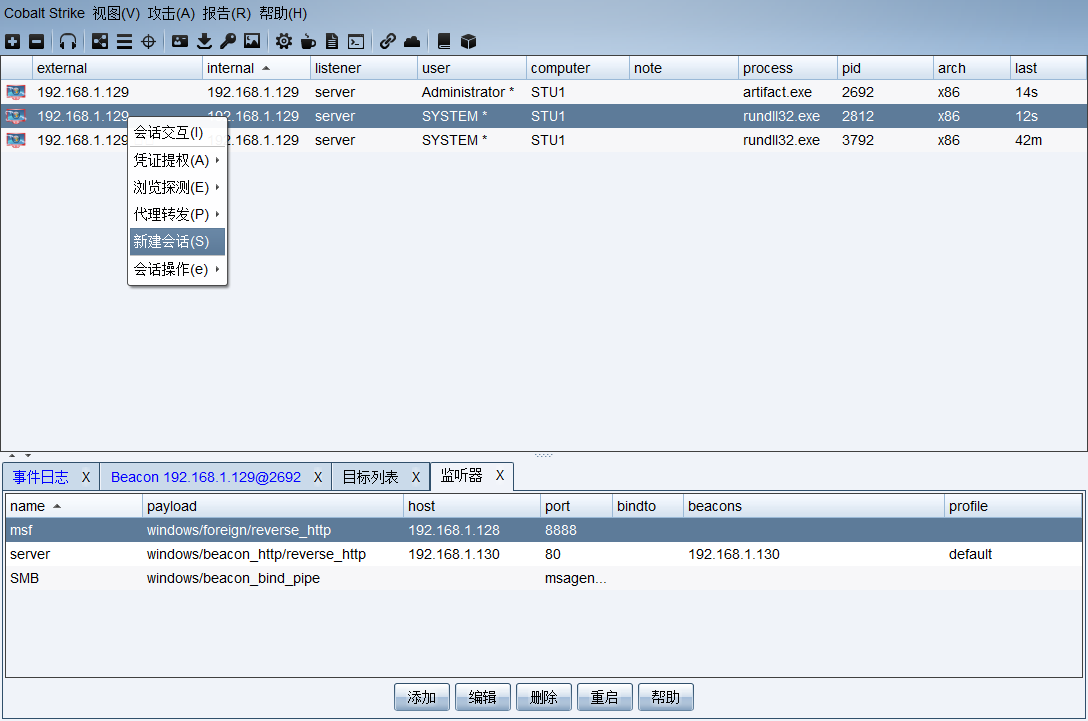 Cobalt Strike 视图(V) 攻击(A) 报告(R) 帮助(H)
external internal listener user computer note process pid arch last
192.168.1.129 192.168.1.129 server Administrator * STU1 artifact.exe 2692 x86 14s
192.168.1.129 192.168.1.129 server SYSTEM * STU1 rundll32.exe 2812 x86 12s
192.168.1.129 192.168.1.129 server SYSTEM * STU1 rundll32.exe 3792 x86 42m
会话交互(I)
凭证提权(A)
浏览探测(E)
代理转发(P)
新建会话(S)
会话操作(e)
事件日志 X Beacon 192.168.1.129@2692 X 目标列表 X 监听器 X
name payload host port bindto beacons profile
msf windows/foreign/reverse_http 192.168.1.128 8888
server windows/beacon_http/reverse_http 192.168.1.130 80 192.168.1.130 default
SMB windows/beacon_bind_pipe msagen...
添加 编辑 删除 重启 帮助